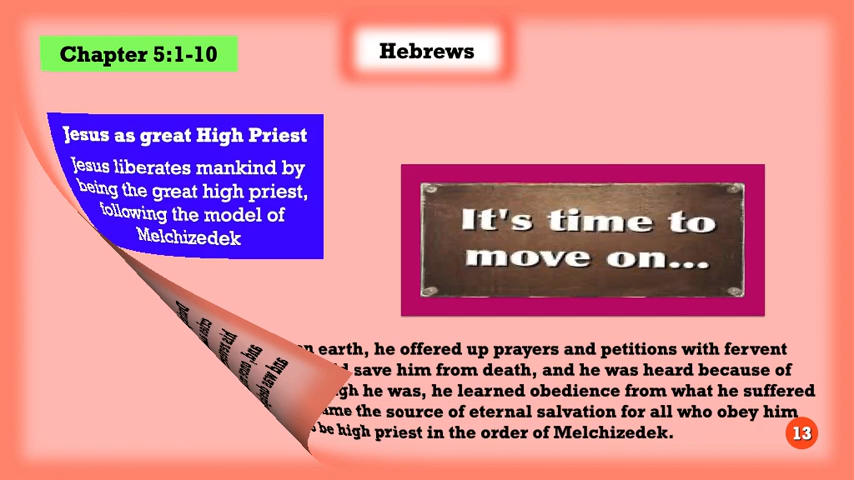 Chapter 5:1-10
Hebrews
Jesus as great High Priest
Jesus liberates mankind by
being the great high priest,
following the model of
Melchizedek
It's time to
move on...
earth, he offered up prayers and petitions with fervent
save him from death, and he was heard because of
he was, he learned obedience from what he suffered
the source of eternal salvation for all who obey him
be high priest in the order of Melchizedek.
13